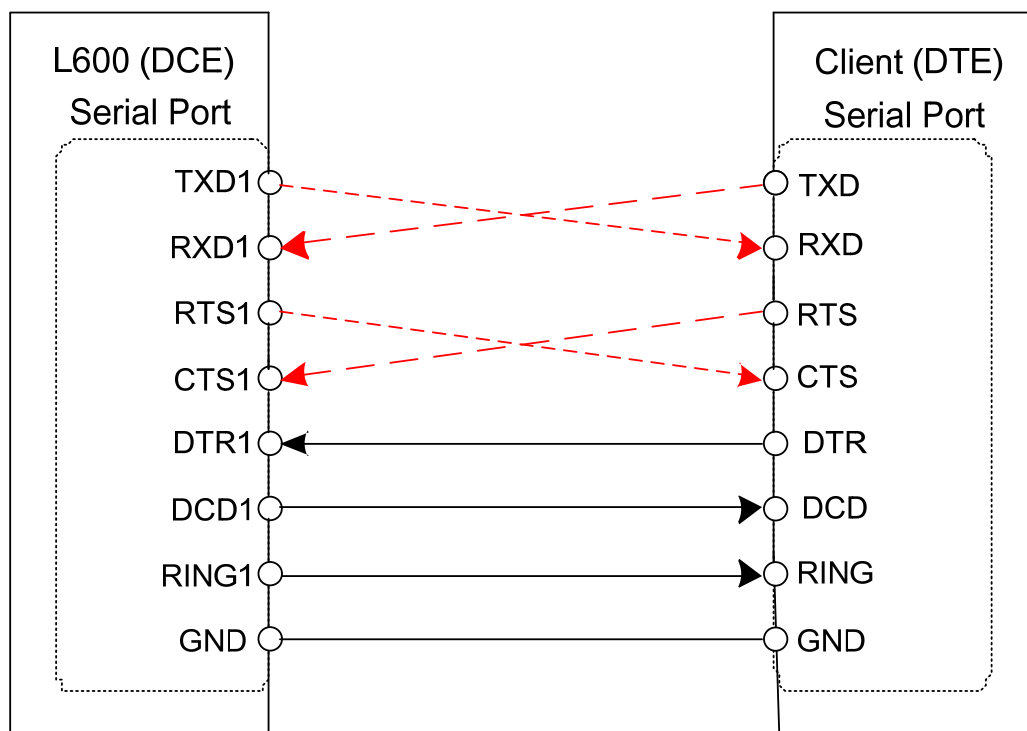 L600 (DCE)
Serial Port
TXD1
RXD1
RTS1
CTS1
DTR1
DCD1
RING1
GND
Client (DTE)
Serial Port
TXD
RXD
RTS
CTS
DTR
DCD
RING
GND